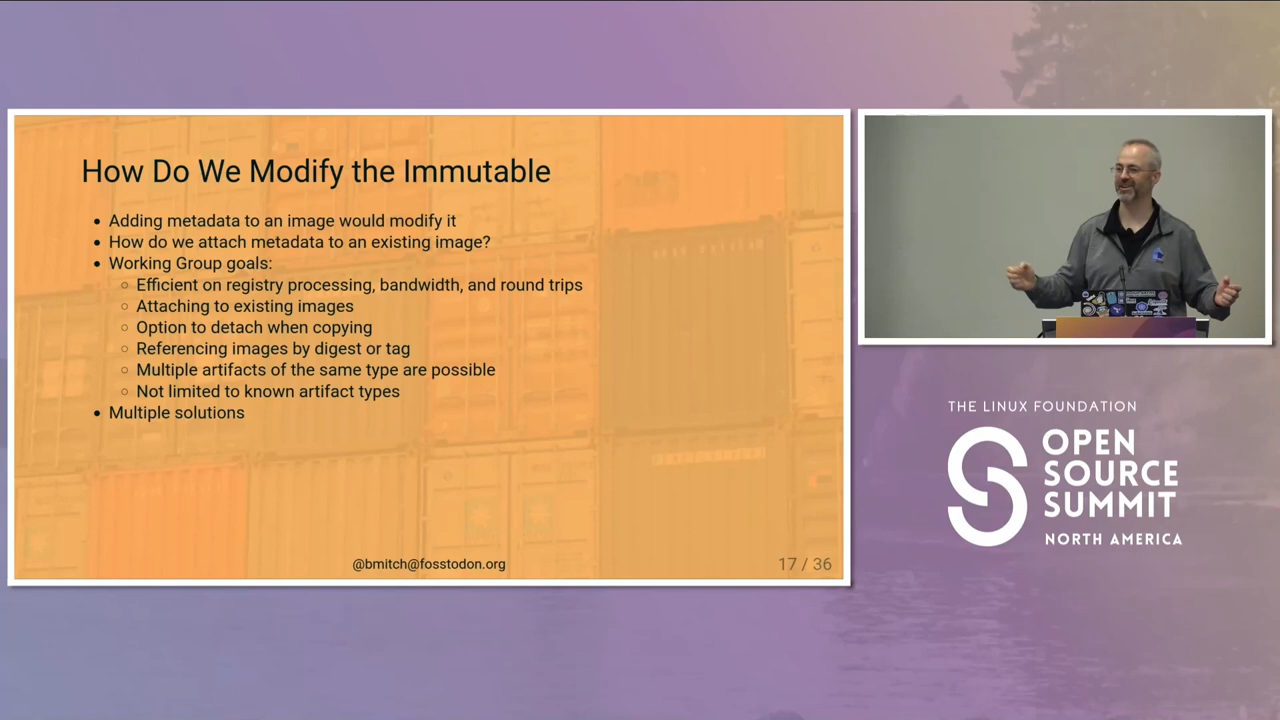 How Do We Modify the Immutable
• Adding metadata to an image would modify it
• How do we attach metadata to an existing image?
• Working Group goals:
○ Efficient on registry processing, bandwidth, and round trips
○ Attaching to existing images
○ Option to detach when copying
○ Referencing images by digest or tag
○ Multiple artifacts of the same type are possible
○ Not limited to known artifact types
• Multiple solutions
@bmitch@fosstodon.org
17 / 36
THE LINUX FOUNDATION
OPEN
SOURCE
SUMMIT
NORTH AMERICA